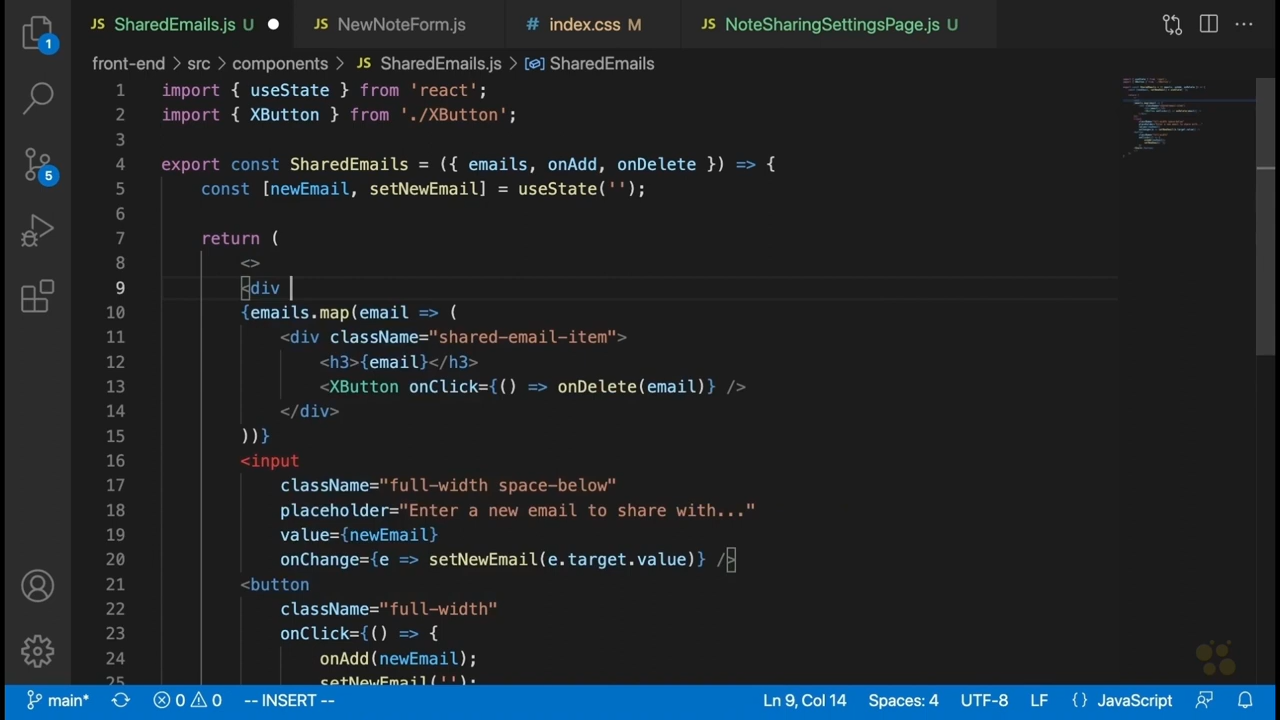 SharedEmails.js U
NewNoteForm.js
index.css M
NoteSharingSettingsPage.js U
front-end > src > components > SharedEmails.js > SharedEmails
1 import { useState } from 'react';
2 import { XButton } from './XButton';
3
4 export const SharedEmails = ({ emails, onAdd, onDelete }) => {
5 const [newEmail, setNewEmail] = useState('');
6
7 return (
8 <>
9 <div
10 {emails.map(email => (
11 <div className="shared-email-item">
12 <h3>{email}</h3>
13 <XButton onClick={() => onDelete(email)} />
14 </div>
15 ))}
16 <input
17 className="full-width space-below"
18 placeholder="Enter a new email to share with..."
19 value={newEmail}
20 onChange={e => setNewEmail(e.target.value)} />
21 <button
22 className="full-width"
23 onClick={() => {
24 onAdd(newEmail);
25 setNewEmail('');
1
5
main* 0 0 -- INSERT -- Ln 9, Col 14 Spaces: 4 UTF-8 LF {} JavaScript